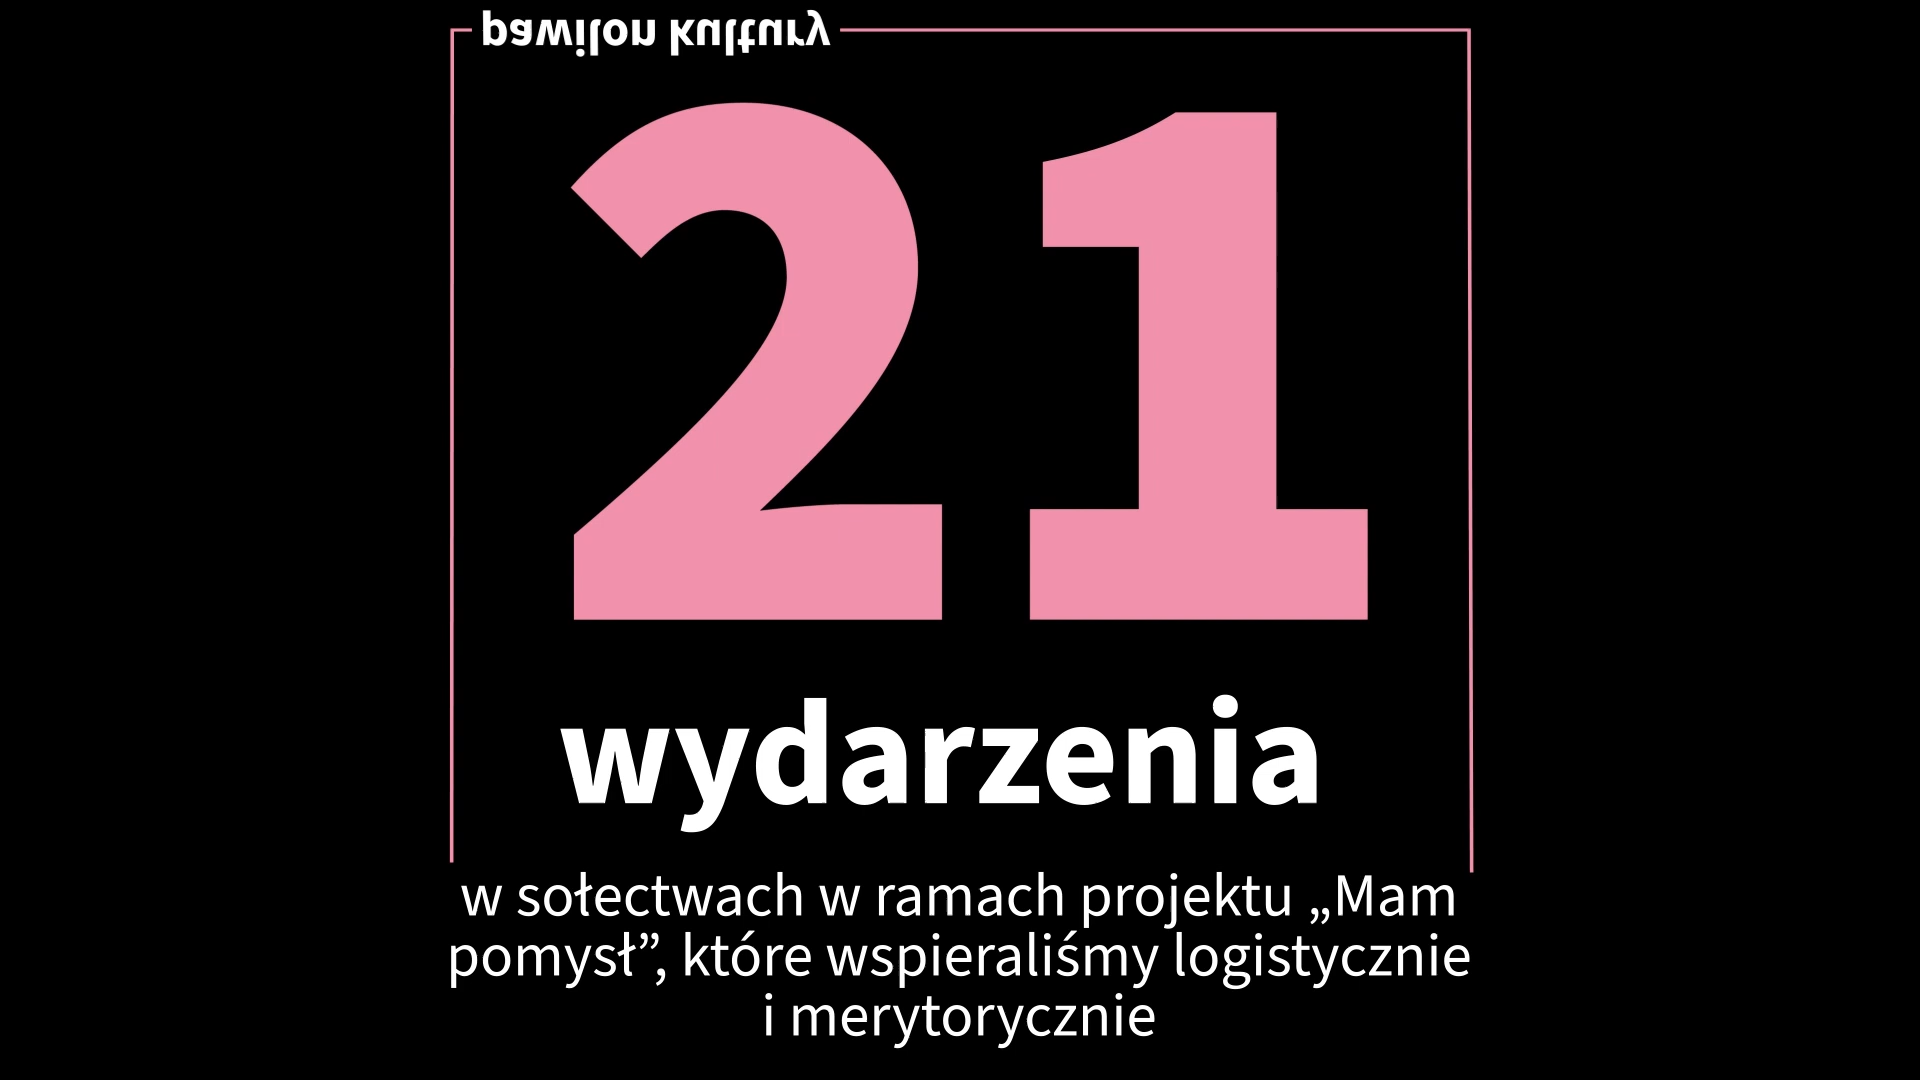 pawilon kultury
21
wydarzenia
w sołectwach w ramach projektu „Mam
pomysł”, które wspieraliśmy logistycznie
i merytorycznie